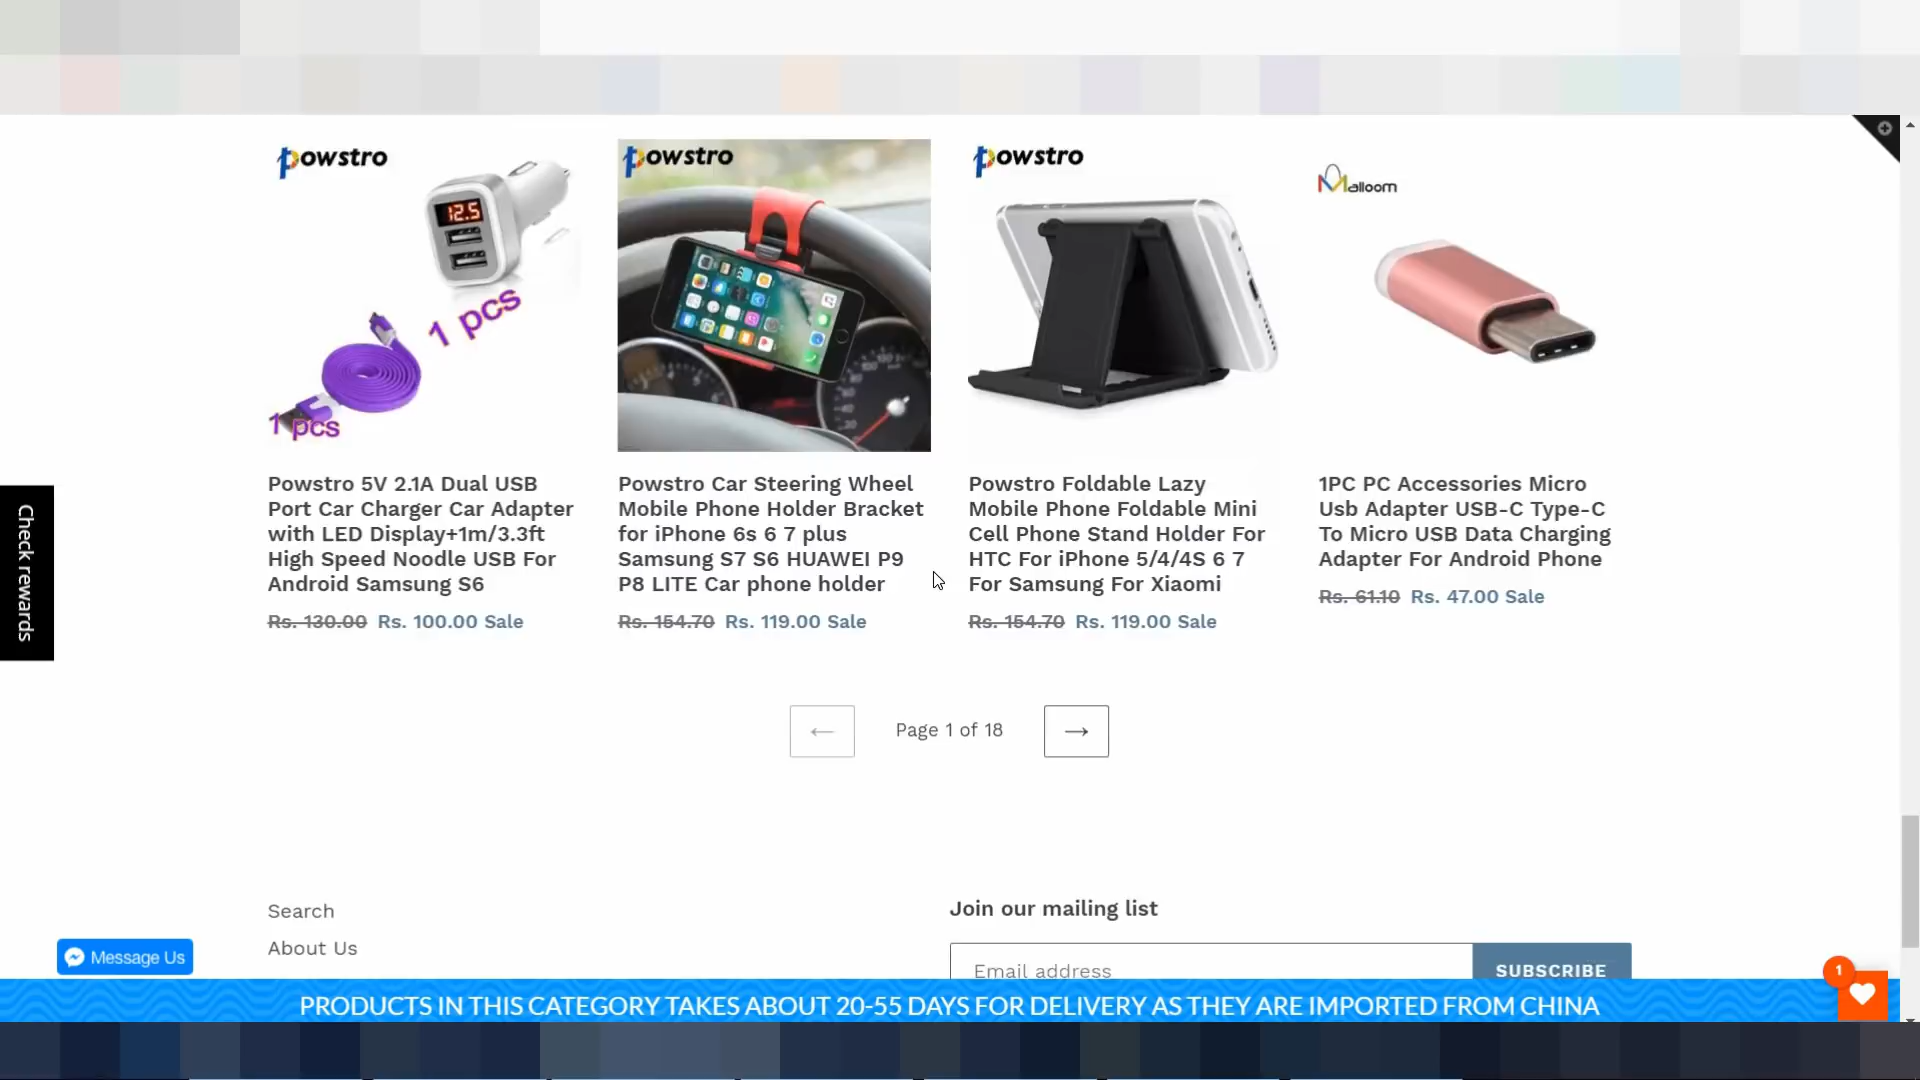 Powstro
12.5
1 pcs
1 pcs
Powstro
Powstro
Malloom
Powstro 5V 2.1A Dual USB
Port Car Charger Car Adapter
with LED Display+1m/3.3ft
High Speed Noodle USB For
Android Samsung S6
Rs. 130.00 Rs. 100.00 Sale
Powstro Car Steering Wheel
Mobile Phone Holder Bracket
for iPhone 6s 6 7 plus
Samsung S7 S6 HUAWEI P9
P8 LITE Car phone holder
Rs. 154.70 Rs. 119.00 Sale
Powstro Foldable Lazy
Mobile Phone Foldable Mini
Cell Phone Stand Holder For
HTC For iPhone 5/4/4S 6 7
For Samsung For Xiaomi
Rs. 154.70 Rs. 119.00 Sale
1PC PC Accessories Micro
Usb Adapter USB-C Type-C
To Micro USB Data Charging
Adapter For Android Phone
Rs. 61.10 Rs. 47.00 Sale
Check rewards
← Page 1 of 18 →
Search
About Us
Join our mailing list
Email address
SUBSCRIBE
Message Us
1
PRODUCTS IN THIS CATEGORY TAKES ABOUT 20-55 DAYS FOR DELIVERY AS THEY ARE IMPORTED FROM CHINA